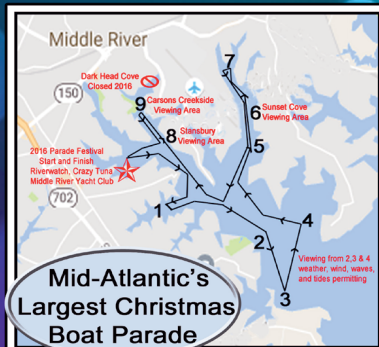 Middle River
Dark Head Cove
Closed 2016
150
7
Carsons Creekside
Viewing Area
9
6 Sunset Cove
Viewing Area
8 Stansbury
Viewing Area
2016 Parade Festival
Start and Finish
Riverwatch, Crazy Tuna
Middle River Yacht Club
5
702
1
4
2
Viewing from 2,3 & 4
weather, wind, waves,
and tides permitting
3
Mid-Atlantic's
Largest Christmas
Boat Parade